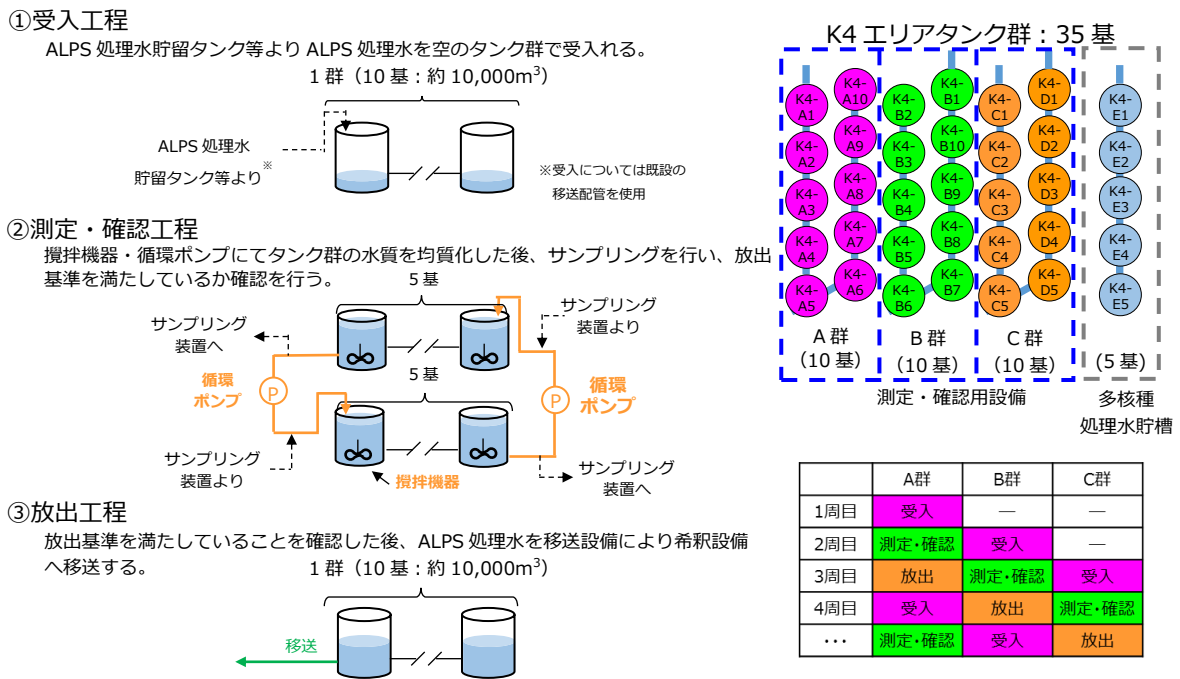 ①受入工程
ALPS 処理水貯留タンク等より ALPS 処理水を空のタンク群で受入れる。
1群（10 基：約 10,000m³）
ALPS 処理水
貯留タンク等より※
※受入については既設の
移送配管を使用
②測定・確認工程
攪拌機器・循環ポンプにてタンク群の水質を均質化した後、サンプリングを行い、放出
基準を満たしているか確認を行う。
5 基
サンプリング
装置へ
サンプリング
装置より
循環
ポンプ
P
5 基
P
循環
ポンプ
サンプリング
装置より
攪拌機器
サンプリング
装置へ
③放出工程
放出基準を満たしていることを確認した後、ALPS 処理水を移送設備により希釈設備
へ移送する。
1群（10 基：約 10,000m³）
移送
K4 エリアタンク群：35 基
K4-A1
K4-A2
K4-A3
K4-A4
K4-A5
K4-A10
K4-A9
K4-A8
K4-A7
K4-A6
K4-B2
K4-B3
K4-B4
K4-B5
K4-B6
K4-B1
K4-B10
K4-B9
K4-B8
K4-B7
K4-C1
K4-C2
K4-C3
K4-C4
K4-C5
K4-D1
K4-D2
K4-D3
K4-D4
K4-D5
K4-E1
K4-E2
K4-E3
K4-E4
K4-E5
A 群
（10 基）
B 群
（10 基）
C 群
（10 基）
（5 基）
測定・確認用設備
多核種
処理水貯槽
A群 B群 C群
1周目 受入 ― ―
2周目 測定・確認 受入 ―
3周目 放出 測定・確認 受入
4周目 受入 放出 測定・確認
・・・ 測定・確認 受入 放出